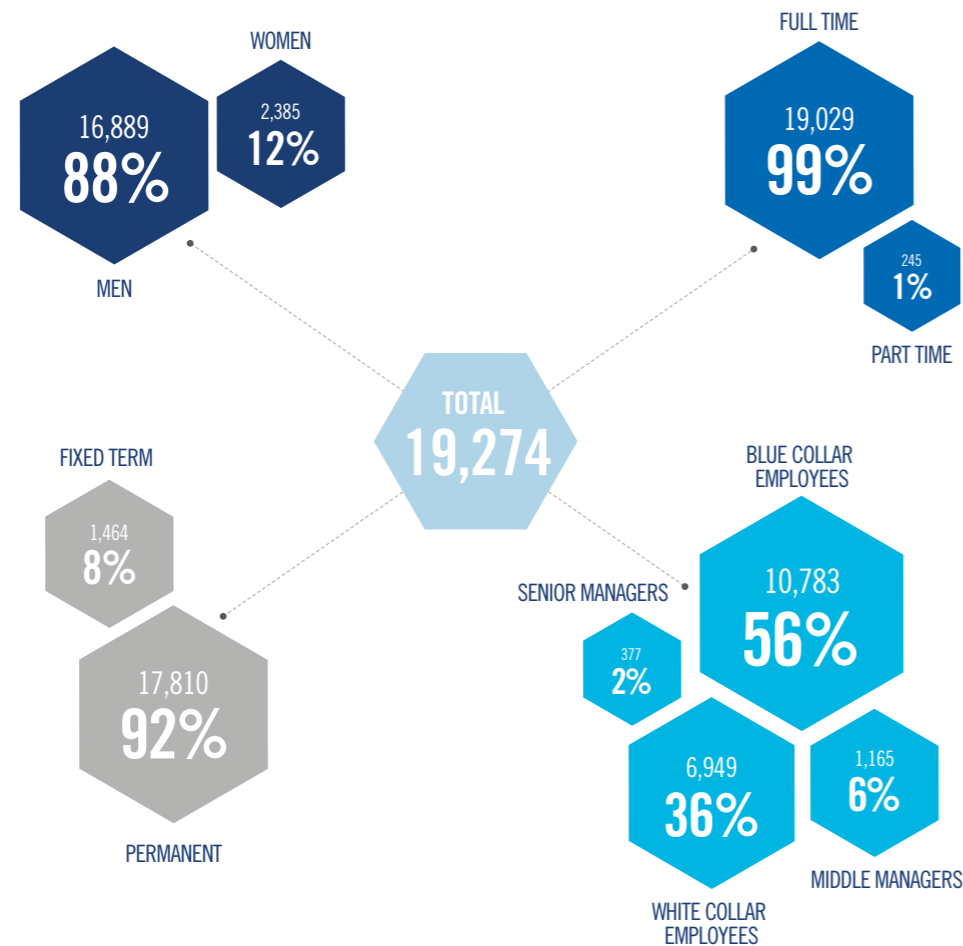 WOMEN
2,385
12%
16,889
88%
MEN
FULL TIME
19,029
99%
245
1%
PART TIME
TOTAL
19,274
FIXED TERM
1,464
8%
17,810
92%
PERMANENT
BLUE COLLAR
EMPLOYEES
10,783
56%
SENIOR MANAGERS
377
2%
6,949
36%
WHITE COLLAR
EMPLOYEES
1,165
6%
MIDDLE MANAGERS